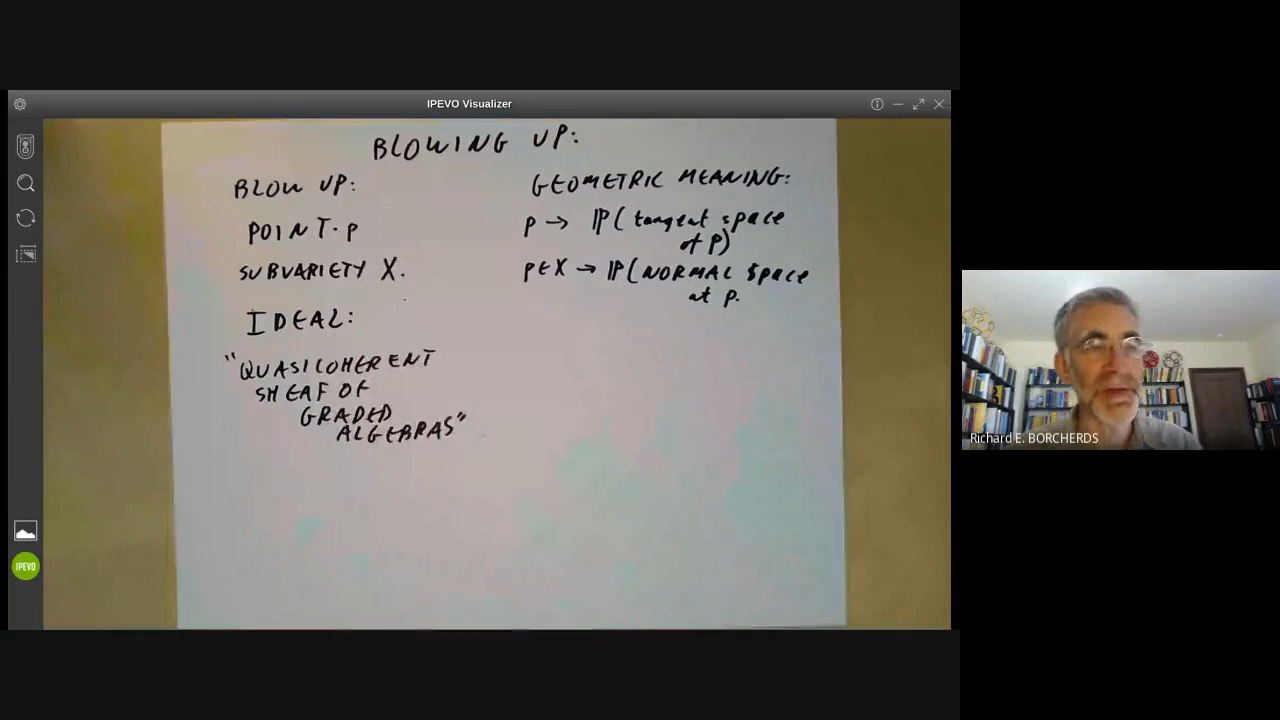 IPEVO Visualizer
BLOWING UP:
BLOW UP:
GEOMETRIC MEANING:
POINT. p
p → ℙ(tangent space
of p)
SUBVARIETY X.
p∈X → ℙ(NORMAL space
at p.
IDEAL:
"QUASICOHERENT
SHEAF OF
GRADED
ALGEBRAS"
Richard E. BORCHERDS
IPEVO